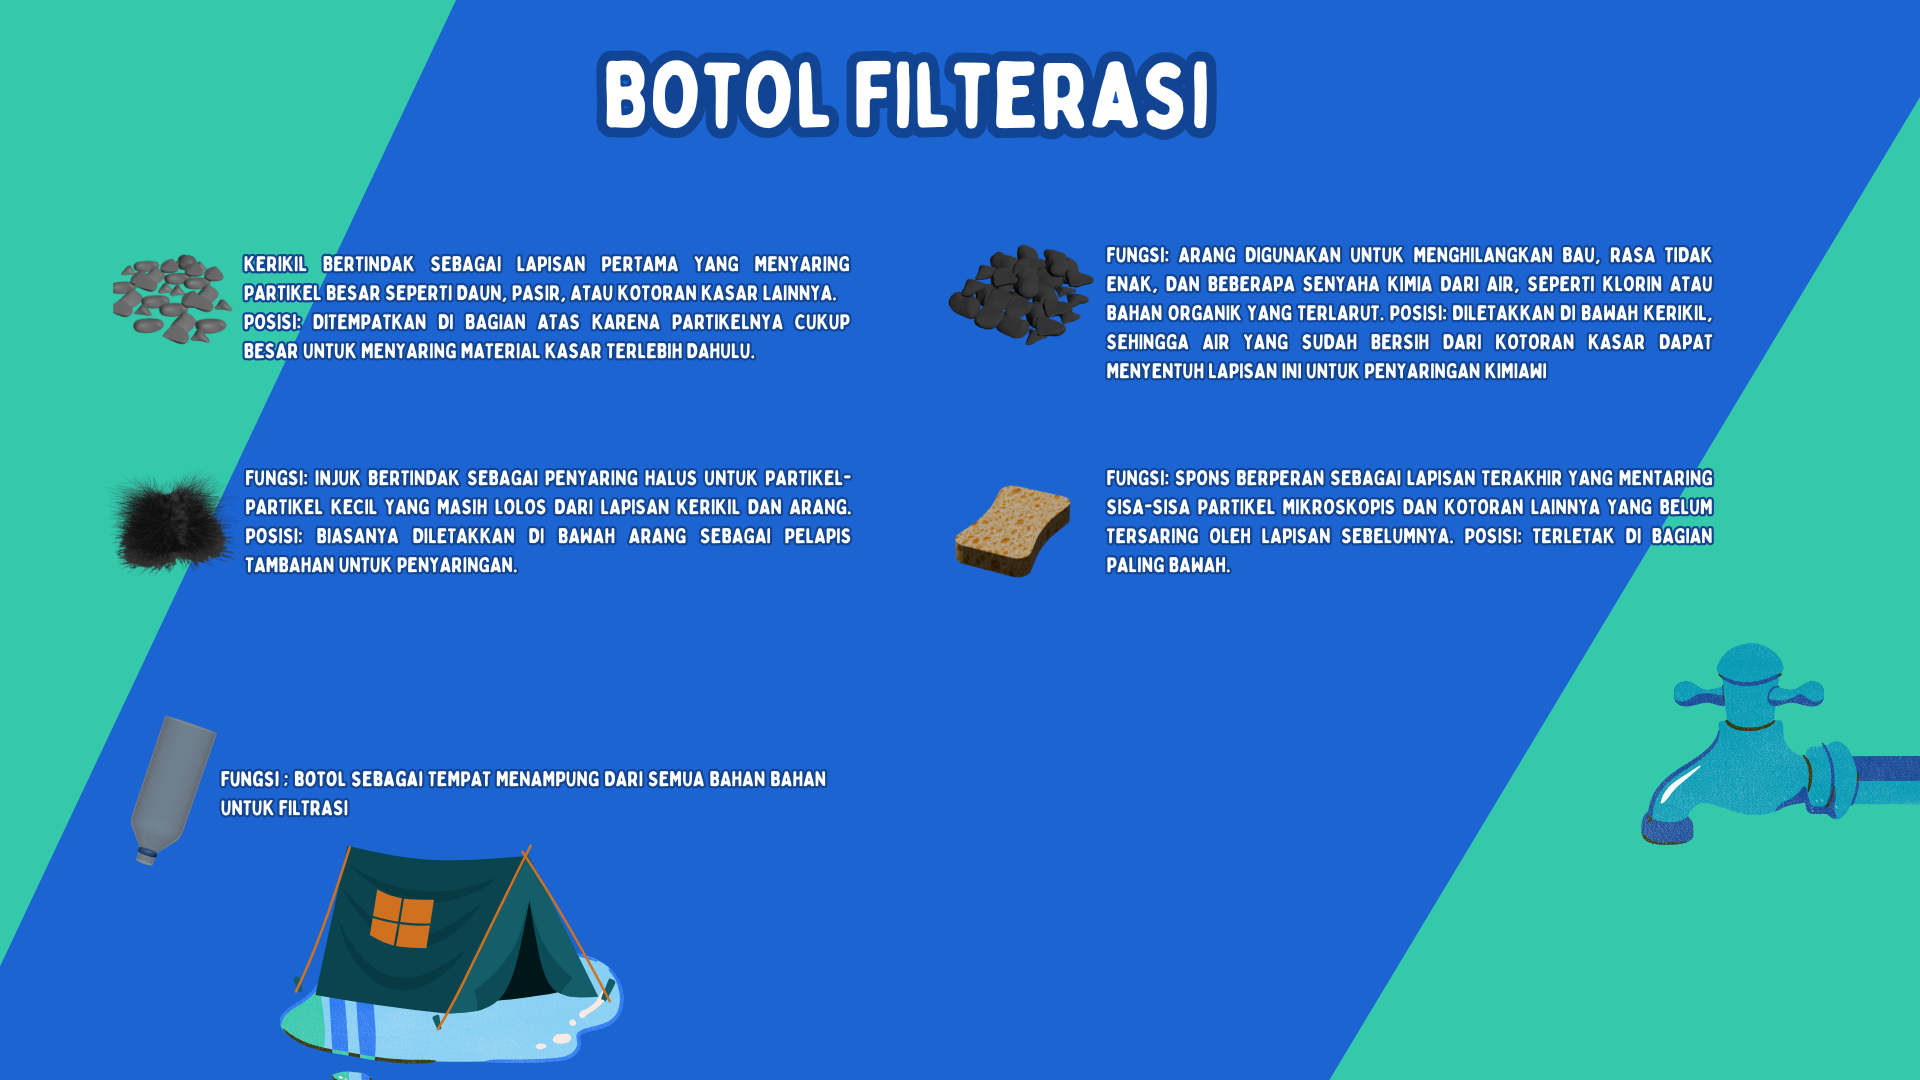 BOTOL FILTERASI
KERIKIL BERTINDAK SEBAGAI LAPISAN PERTAMA YANG MENYARING
PARTIKEL BESAR SEPERTI DAUN, PASIR, ATAU KOTORAN KASAR LAINNYA.
POSISI: DITEMPATKAN DI BAGIAN ATAS KARENA PARTIKELNYA CUKUP
BESAR UNTUK MENYARING MATERIAL KASAR TERLEBIH DAHULU.
FUNGSI: ARANG DIGUNAKAN UNTUK MENGHILANGKAN BAU, RASA TIDAK
ENAK, DAN BEBERAPA SENYAHA KIMIA DARI AIR, SEPERTI KLORIN ATAU
BAHAN ORGANIK YANG TERLARUT. POSISI: DILETAKKAN DI BAWAH KERIKIL,
SEHINGGA AIR YANG SUDAH BERSIH DARI KOTORAN KASAR DAPAT
MENYENTUH LAPISAN INI UNTUK PENYARINGAN KIMIAWI
FUNGSI: INJUK BERTINDAK SEBAGAI PENYARING HALUS UNTUK PARTIKEL-
PARTIKEL KECIL YANG MASIH LOLOS DARI LAPISAN KERIKIL DAN ARANG.
POSISI: BIASANYA DILETAKKAN DI BAWAH ARANG SEBAGAI PELAPIS
TAMBAHAN UNTUK PENYARINGAN.
FUNGSI: SPONS BERPERAN SEBAGAI LAPISAN TERAKHIR YANG MENTARING
SISA-SISA PARTIKEL MIKROSKOPIS DAN KOTORAN LAINNYA YANG BELUM
TERSARING OLEH LAPISAN SEBELUMNYA. POSISI: TERLETAK DI BAGIAN
PALING BAWAH.
FUNGSI ; BOTOL SEBAGAI TEMPAT MENAMPUNG DARI SEMUA BAHAN BAHAN
UNTUK FILTRASI